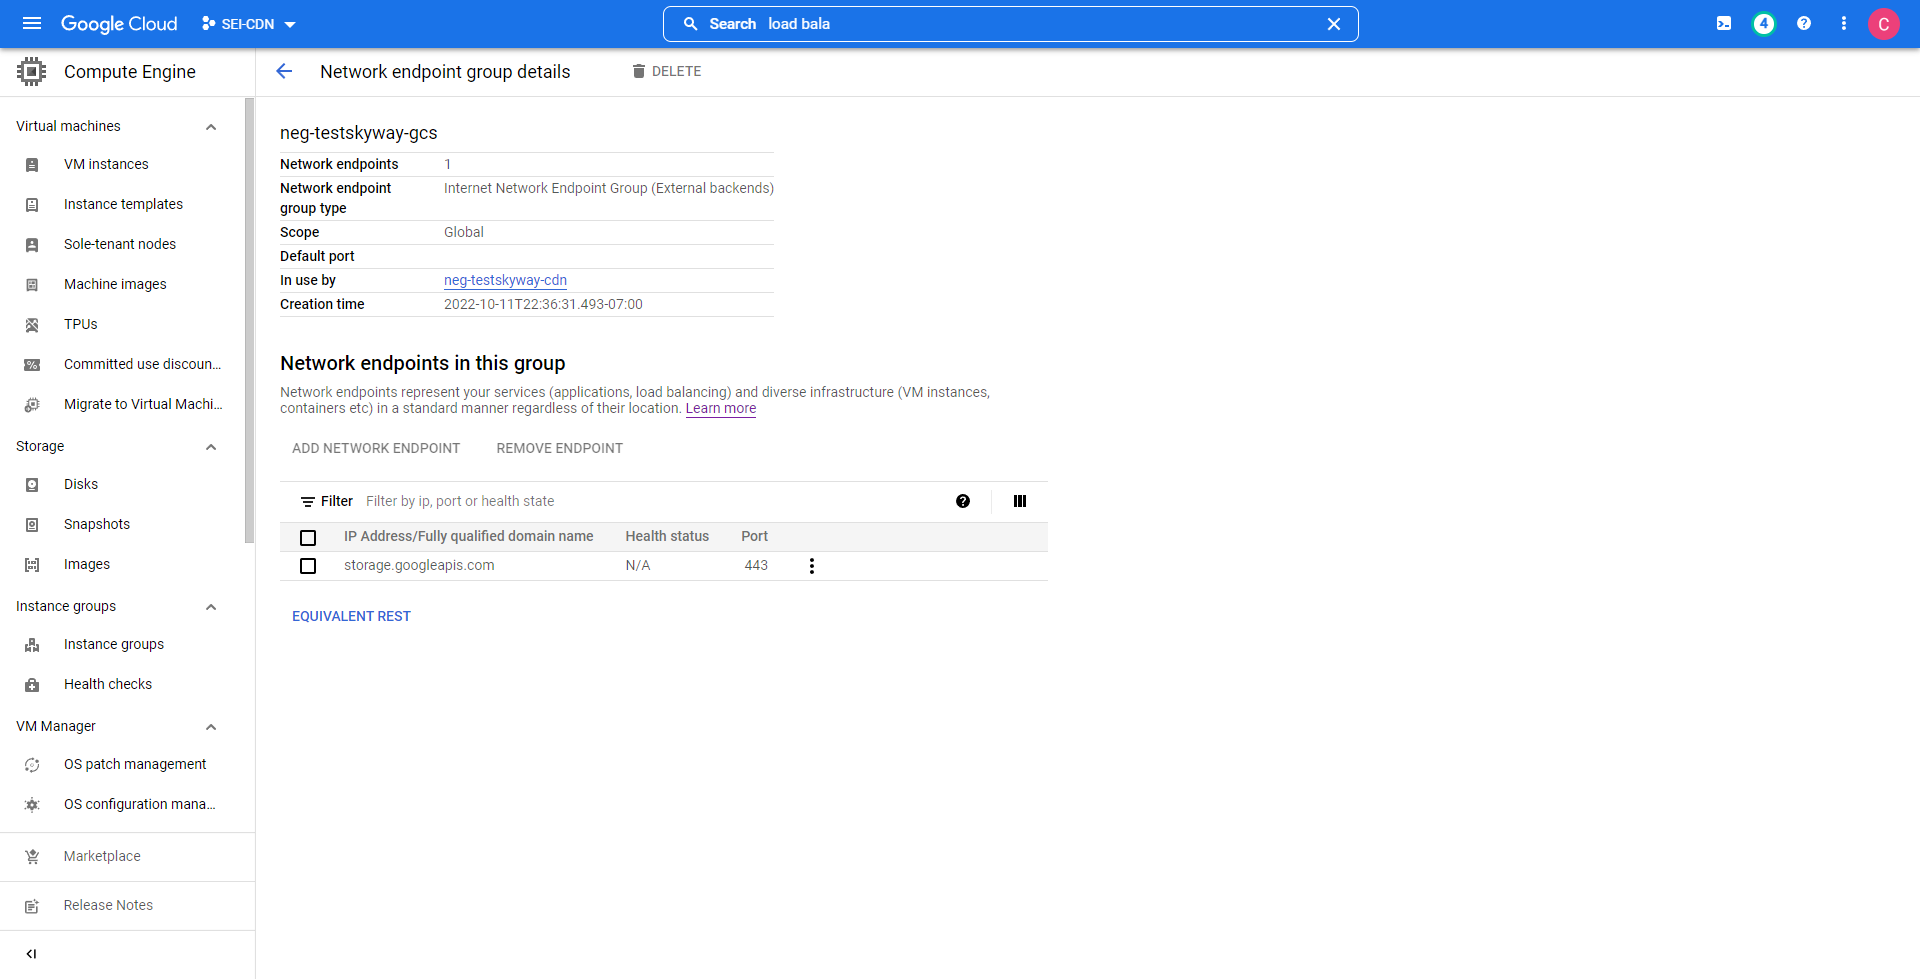 Google Cloud
SEI-CDN
Search load bala
4
C
Compute Engine
Network endpoint group details
DELETE
Virtual machines
VM instances
Instance templates
Sole-tenant nodes
Machine images
TPUs
Committed use discoun...
Migrate to Virtual Machi...
Storage
Disks
Snapshots
Images
Instance groups
Instance groups
Health checks
VM Manager
OS patch management
OS configuration mana...
Marketplace
Release Notes
neg-testskyway-gcs
Network endpoints 1
Network endpoint Internet Network Endpoint Group (External backends)
group type
Scope Global
Default port
In use by neg-testskyway-cdn
Creation time 2022-10-11T22:36:31.493-07:00
Network endpoints in this group
Network endpoints represent your services (applications, load balancing) and diverse infrastructure (VM instances,
containers etc) in a standard manner regardless of their location. Learn more
ADD NETWORK ENDPOINT REMOVE ENDPOINT
Filter Filter by ip, port or health state
IP Address/Fully qualified domain name Health status Port
storage.googleapis.com N/A 443
EQUIVALENT REST